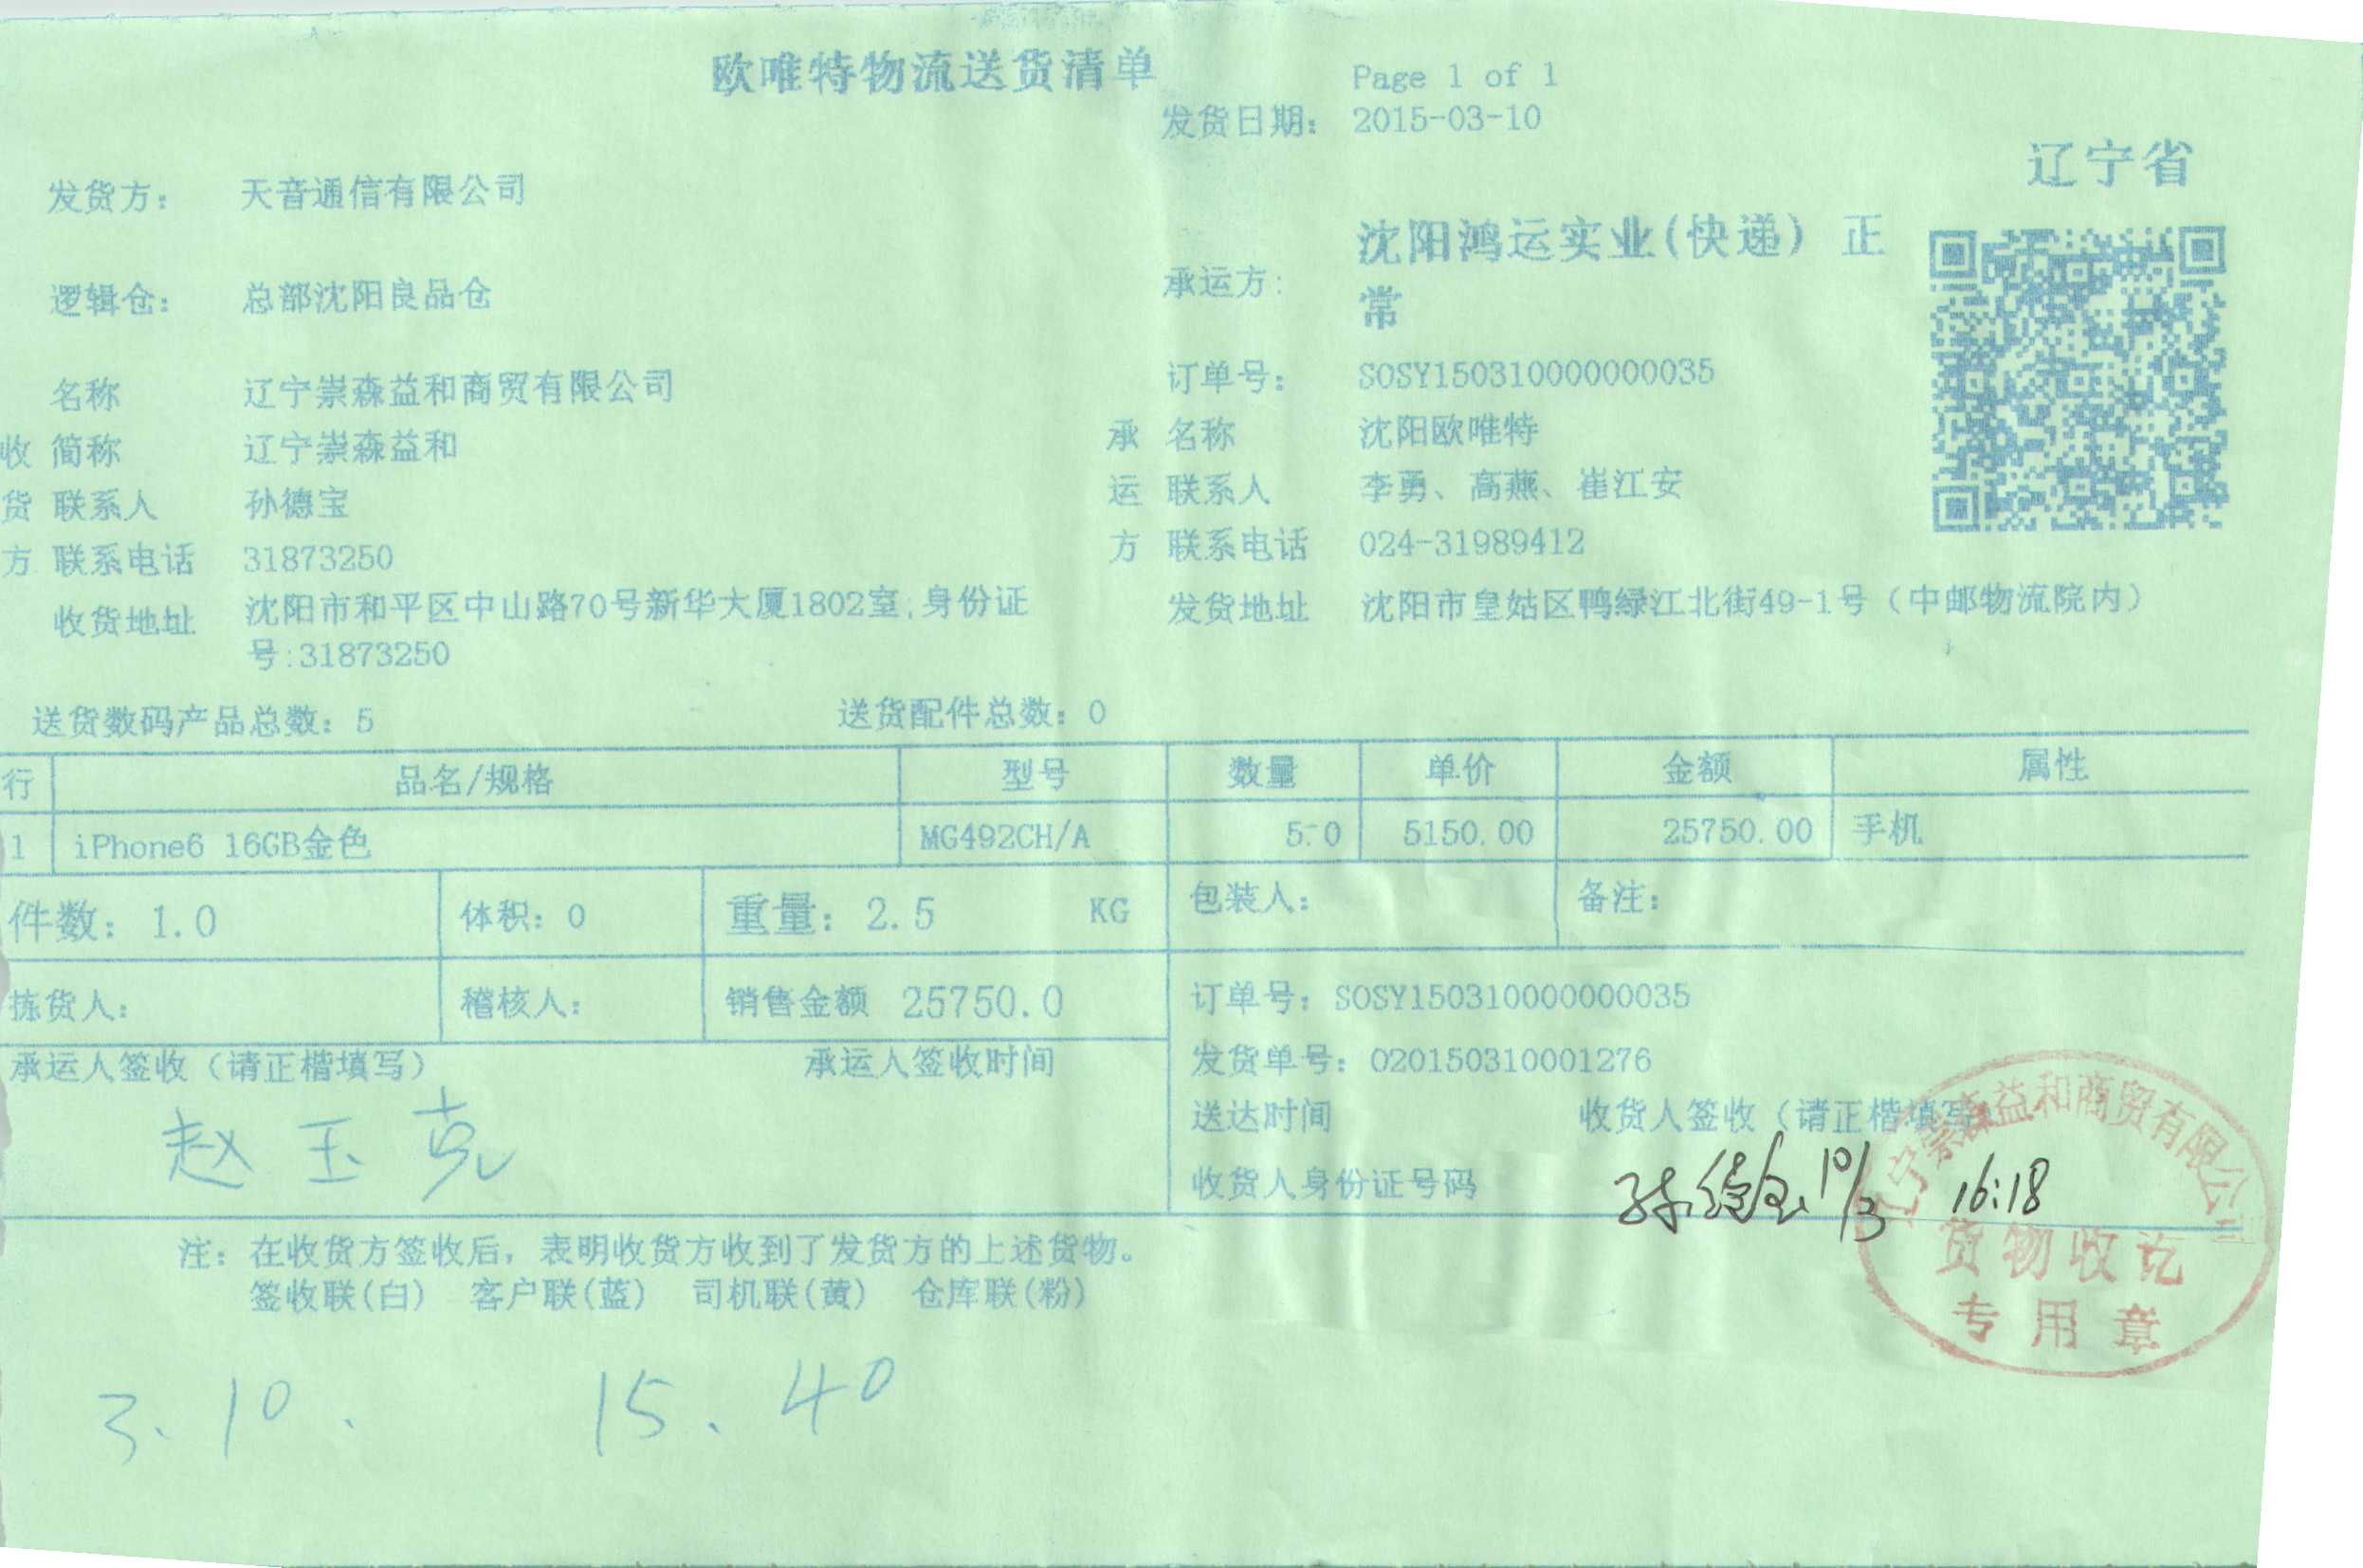 欧唯特物流送货清单
Page 1 of 1
发货日期: 2015-03-10
辽宁省
发货方: 天音通信有限公司
承运方: 沈阳鸿运实业(快递) 正常
逻辑仓: 总部沈阳良品仓
订单号: SOSY150310000000035
收货方
名称 辽宁崇森益和商贸有限公司
简称 辽宁崇森益和
联系人 孙德宝
联系电话 31873250
收货地址 沈阳市和平区中山路70号新华大厦1802室;身份证
号:31873250
承运方
名称 沈阳欧唯特
联系人 李勇、高燕、崔江安
联系电话 024-31989412
发货地址 沈阳市皇姑区鸭绿江北街49-1号（中邮物流院内）
送货数码产品总数: 5 送货配件总数: 0
行 品名/规格 型号 数量 单价 金额 属性
1 iPhone6 16GB金色 MG492CH/A 5.0 5150.00 25750.00 手机
件数: 1.0 体积: 0 重量: 2.5 KG 包装人: 备注:
拣货人: 稽核人: 销售金额 25750.0 订单号: SOSY150310000000035
承运人签收（请正楷填写） 承运人签收时间
赵玉克
发货单号: 020150310001276
送达时间 收货人签收（请正楷填写
收货人身份证号码
孙德宝 10/3 16:18
辽宁崇森益和商贸有限公司
货物收讫
专用章
注: 在收货方签收后，表明收货方收到了发货方的上述货物。
签收联(白) 客户联(蓝) 司机联(黄) 仓库联(粉)
3.10. 15.40